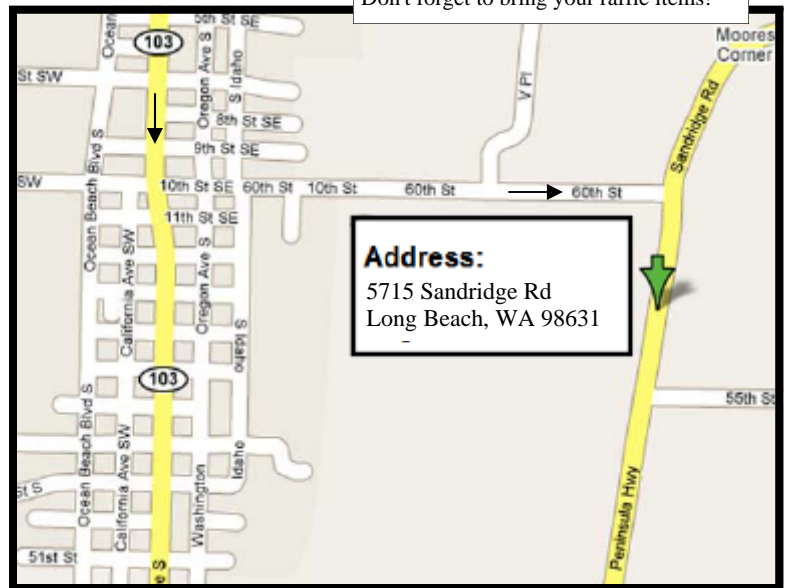 Don't forget to bring your raffle items!
5th St SE
Moores
Corner
103
Ocean
Oregon Ave S
S Idaho
St SW
V Pl
Sandridge Rd
8th St SE
9th St SE
Ocean Beach Blvd S
SW
10th St SE
60th St
10th St
60th St
60th St
11th St SE
Address:
5715 Sandridge Rd
Long Beach, WA 98631
California Ave SW
Oregon Ave S
S Idaho
103
55th St
Ocean Beach Blvd S
California Ave SW
Washington
Idaho
Peninsula Hwy
St S
51st St
e S